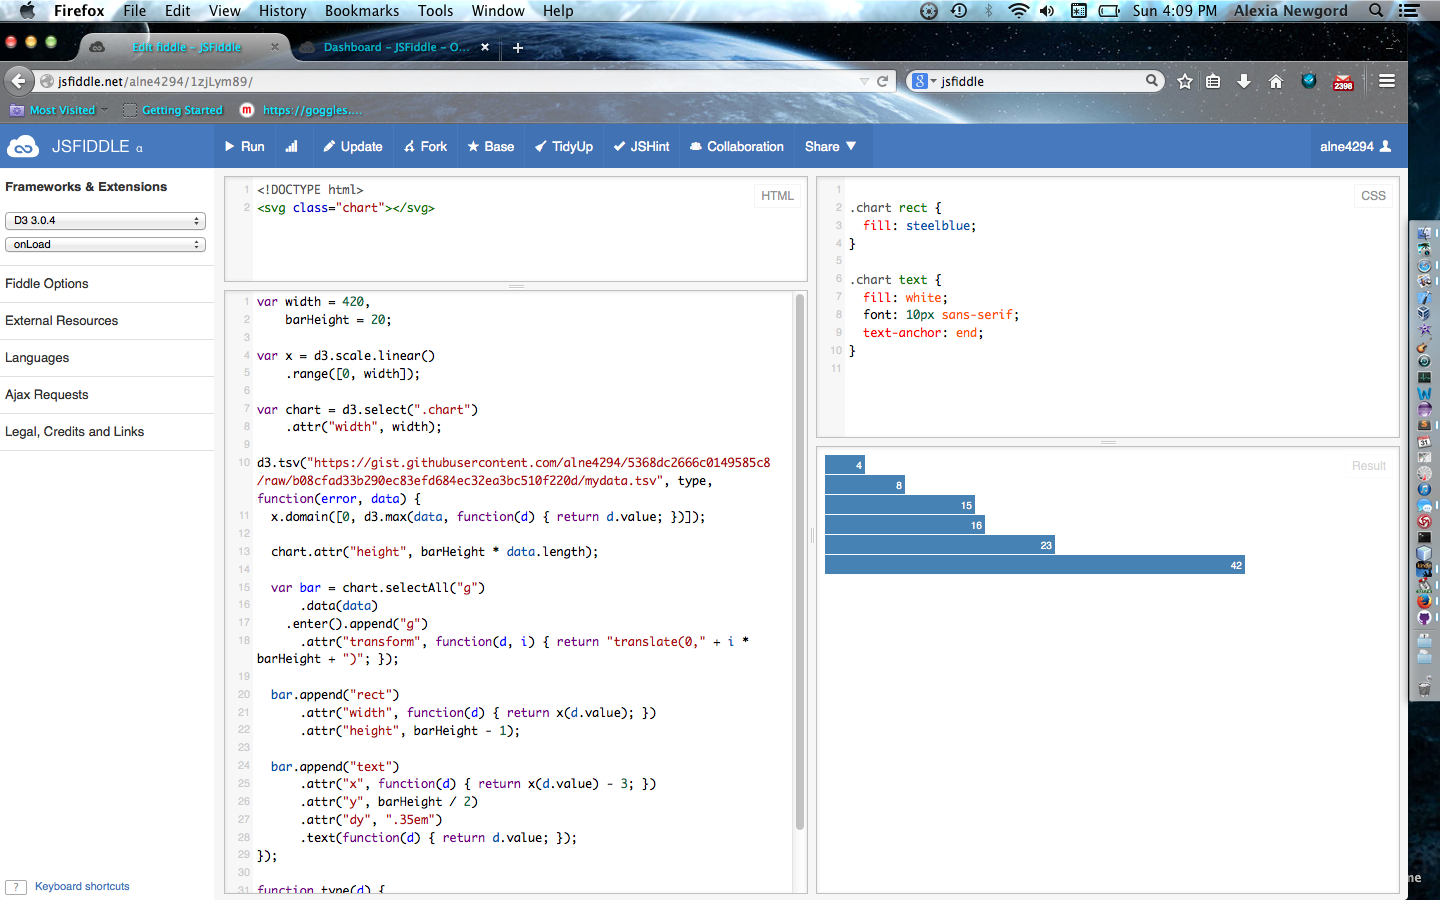 Firefox File Edit View History Bookmarks Tools Window Help Sun 4:09 PM Alexia Newgord
Edit fiddle - JSFiddle
Dashboard - JSFiddle - O...
jsfiddle.net/alne4294/1zjLym89/
jsfiddle
2398
Most Visited Getting Started https://goggles....
JSFIDDLE α Run Update Fork Base TidyUp JSHint Collaboration Share alne4294
Frameworks & Extensions
D3 3.0.4
onLoad
Fiddle Options
External Resources
Languages
Ajax Requests
Legal, Credits and Links
? Keyboard shortcuts
HTML
1 <!DOCTYPE html>
2 <svg class="chart"></svg>
1 var width = 420,
2 barHeight = 20;
3
4 var x = d3.scale.linear()
5 .range([0, width]);
6
7 var chart = d3.select(".chart")
8 .attr("width", width);
9
10 d3.tsv("https://gist.githubusercontent.com/alne4294/5368dc2666c0149585c8
/raw/b08cfad33b290ec83efd684ec32ea3bc510f220d/mydata.tsv", type,
function(error, data) {
11 x.domain([0, d3.max(data, function(d) { return d.value; })]);
12
13 chart.attr("height", barHeight * data.length);
14
15 var bar = chart.selectAll("g")
16 .data(data)
17 .enter().append("g")
18 .attr("transform", function(d, i) { return "translate(0," + i *
barHeight + ")"; });
19
20 bar.append("rect")
21 .attr("width", function(d) { return x(d.value); })
22 .attr("height", barHeight - 1);
23
24 bar.append("text")
25 .attr("x", function(d) { return x(d.value) - 3; })
26 .attr("y", barHeight / 2)
27 .attr("dy", ".35em")
28 .text(function(d) { return d.value; });
29 });
30
31 function type(d) {
CSS
1
2 .chart rect {
3 fill: steelblue;
4 }
5
6 .chart text {
7 fill: white;
8 font: 10px sans-serif;
9 text-anchor: end;
10 }
11
Result
4
8
15
16
23
42
31
kindle
me